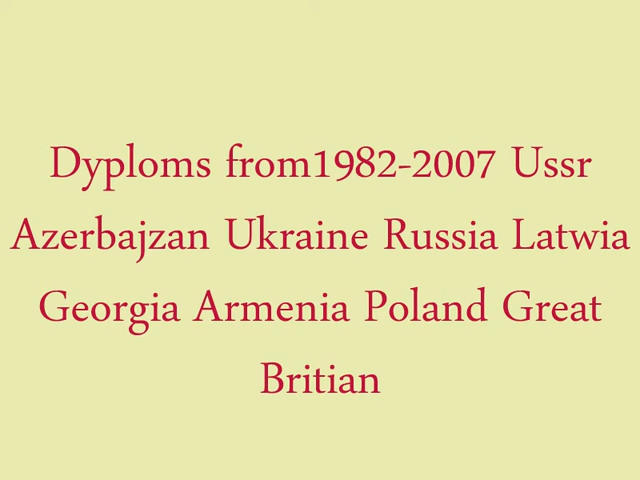 Dyploms from1982-2007 Ussr
Azerbajzan Ukraine Russia Latwia
Georgia Armenia Poland Great
Britian